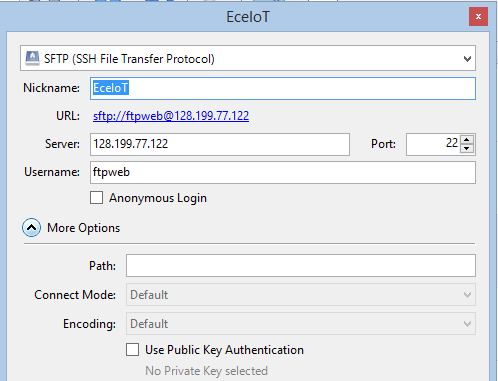 EceIoT
x
SFTP (SSH File Transfer Protocol)
Nickname: EceIoT
URL: sftp://ftpweb@128.199.77.122
Server: 128.199.77.122 Port: 22
Username: ftpweb
Anonymous Login
More Options
Path:
Connect Mode: Default
Encoding: Default
Use Public Key Authentication
No Private Key selected